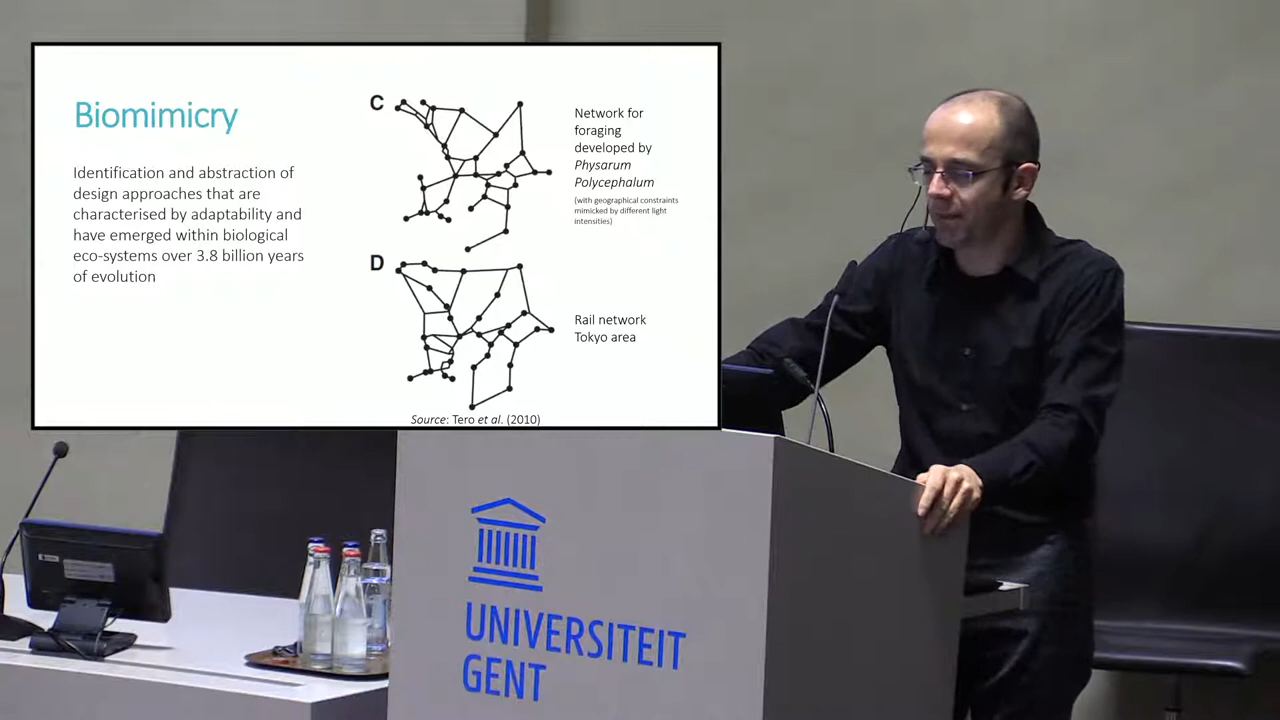 Biomimicry
Identification and abstraction of
design approaches that are
characterised by adaptability and
have emerged within biological
eco-systems over 3.8 billion years
of evolution
C
Network for
foraging
developed by
Physarum
Polycephalum
(with geographical constraints
mimicked by different light
intensities)
D
Rail network
Tokyo area
Source: Tero et al. (2010)
UNIVERSITEIT
GENT